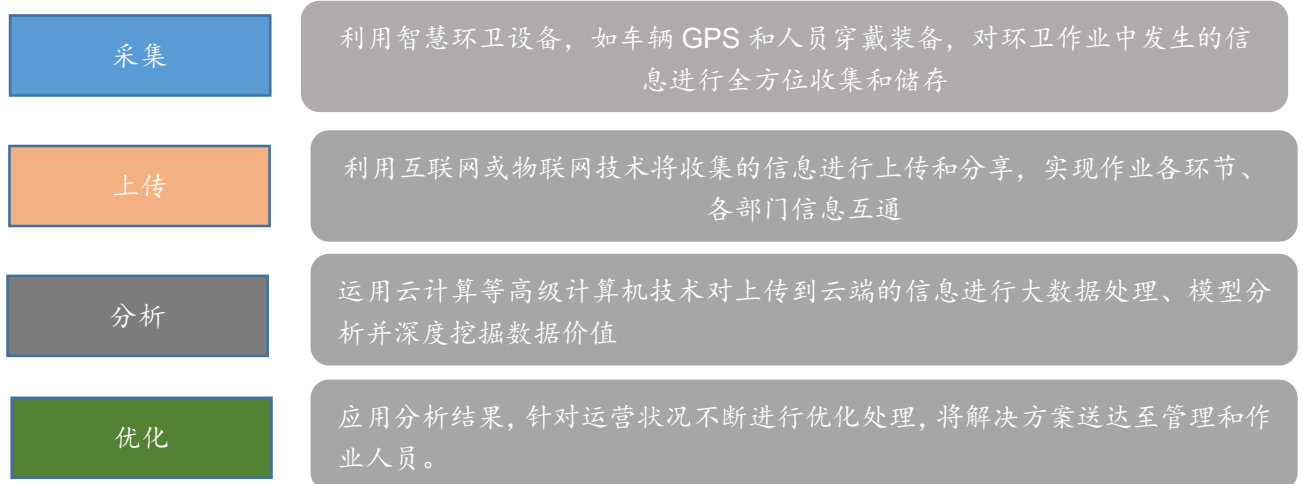 采集
利用智慧环卫设备，如车辆 GPS 和人员穿戴装备，对环卫作业中发生的信
息进行全方位收集和储存
上传
利用互联网或物联网技术将收集的信息进行上传和分享，实现作业各环节、
各部门信息互通
分析
运用云计算等高级计算机技术对上传到云端的信息进行大数据处理、模型分
析并深度挖掘数据价值
优化
应用分析结果，针对运营状况不断进行优化处理，将解决方案送达至管理和作
业人员。